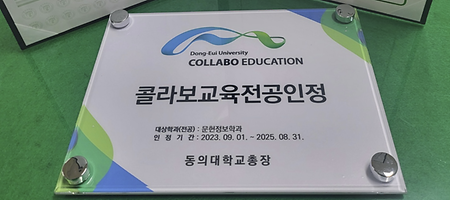 Dong-Eui University
COLLABO EDUCATION
콜라보교육전공인정
대상학과(전공) : 문헌정보학과
인 정 기 간 : 2023. 09. 01. ~ 2025. 08. 31.
동의대학교총장